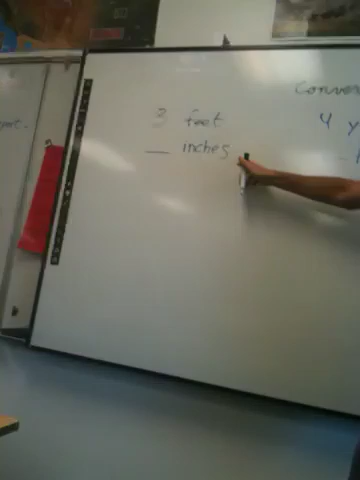 Conver
3 feet
4 y
__ inches